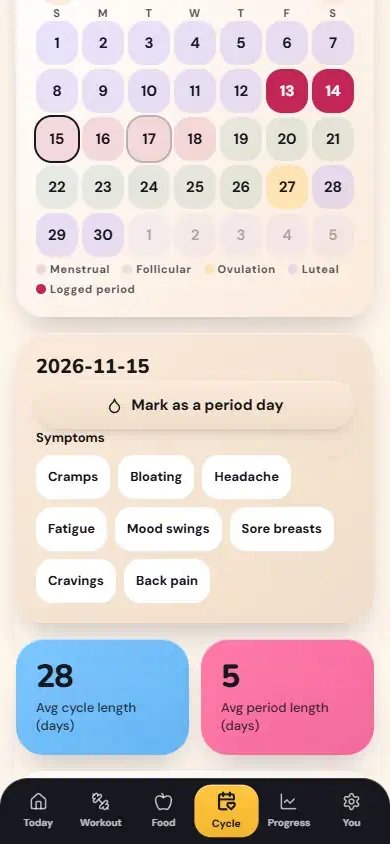 S M T W T F S
1 2 3 4 5 6 7
8 9 10 11 12 13 14
15 16 17 18 19 20 21
22 23 24 25 26 27 28
29 30 1 2 3 4 5
Menstrual Follicular Ovulation Luteal
Logged period
2026-11-15
Mark as a period day
Symptoms
Cramps Bloating Headache
Fatigue Mood swings Sore breasts
Cravings Back pain
28 5
Avg cycle length Avg period length
(days) (days)
Today Workout Food Cycle Progress You